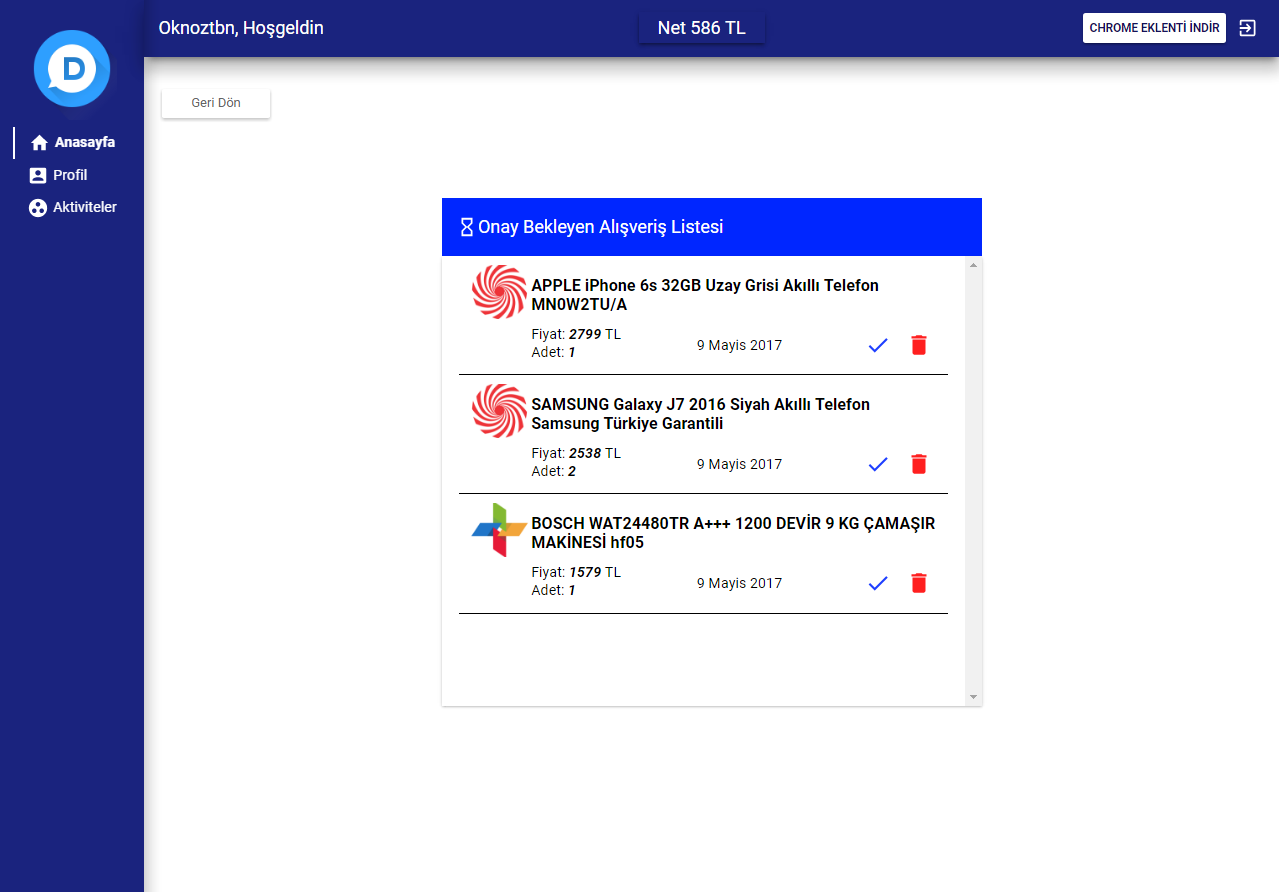 Oknoztbn, Hoşgeldin
Net 586 TL
CHROME EKLENTİ İNDİR
D
Anasayfa
Profil
Aktiviteler
Geri Dön
Onay Bekleyen Alışveriş Listesi
APPLE iPhone 6s 32GB Uzay Grisi Akıllı Telefon
MN0W2TU/A
Fiyat: 2799 TL
Adet: 1
9 Mayis 2017
SAMSUNG Galaxy J7 2016 Siyah Akıllı Telefon
Samsung Türkiye Garantili
Fiyat: 2538 TL
Adet: 2
9 Mayis 2017
BOSCH WAT24480TR A+++ 1200 DEVİR 9 KG ÇAMAŞIR
MAKİNESİ hf05
Fiyat: 1579 TL
Adet: 1
9 Mayis 2017